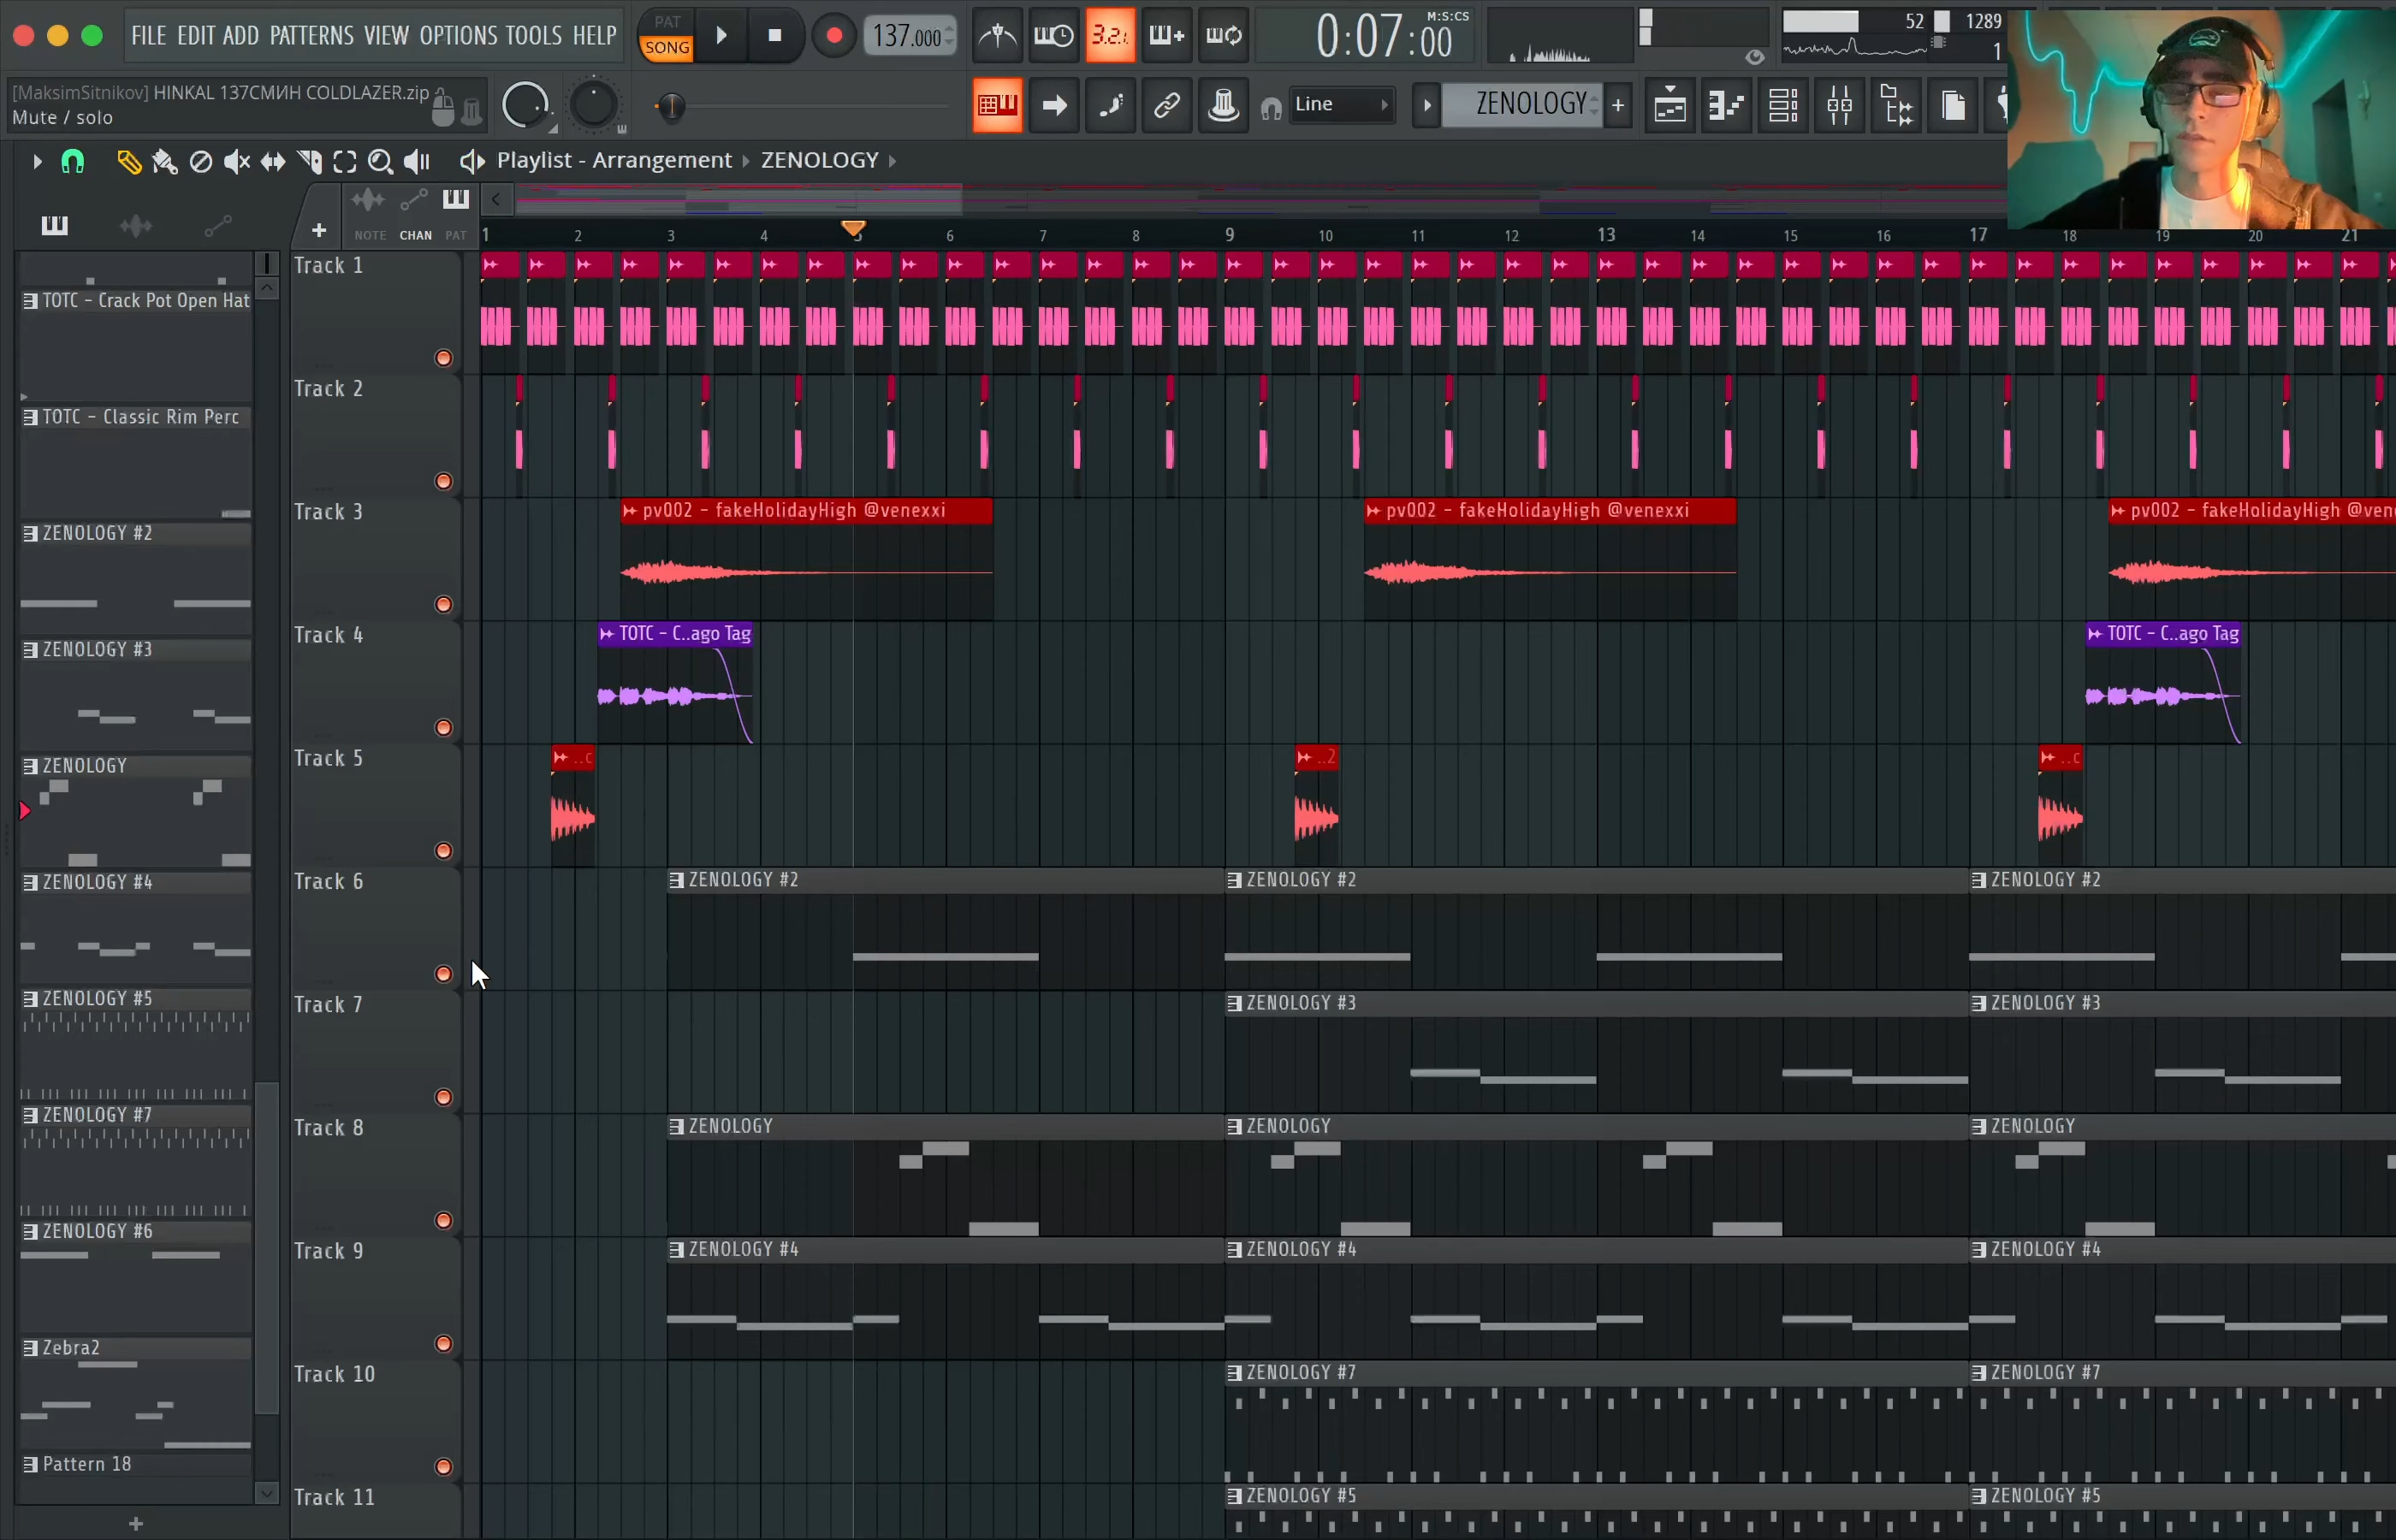 FILE EDIT ADD PATTERNS VIEW OPTIONS TOOLS HELP
PAT
SONG
137.000
3.2.
0:07:00
M:S:CS
52
1289
1
[MaksimSitnikov] HINKAL 137СМИН COLDLAZER.zip
Mute / solo
Line
ZENOLOGY
Playlist - Arrangement ZENOLOGY
NOTE CHAN PAT
1 2 3 4 5 6 7 8 9 10 11 12 13 14 15 16 17 18 19 20 21
TOTC - Crack Pot Open Hat
TOTC - Classic Rim Perc
ZENOLOGY #2
ZENOLOGY #3
ZENOLOGY
ZENOLOGY #4
ZENOLOGY #5
ZENOLOGY #7
ZENOLOGY #6
Zebra2
Pattern 18
Track 1
Track 2
Track 3
pv002 - fakeHolidayHigh @venexxi
pv002 - fakeHolidayHigh @venexxi
pv002 - fakeHolidayHigh @ven
Track 4
TOTC - C..ago Tag
TOTC - C..ago Tag
Track 5
..c
..2
..c
Track 6
ZENOLOGY #2
ZENOLOGY #2
ZENOLOGY #2
Track 7
ZENOLOGY #3
ZENOLOGY #3
Track 8
ZENOLOGY
ZENOLOGY
ZENOLOGY
Track 9
ZENOLOGY #4
ZENOLOGY #4
ZENOLOGY #4
Track 10
ZENOLOGY #7
ZENOLOGY #7
Track 11
ZENOLOGY #5
ZENOLOGY #5